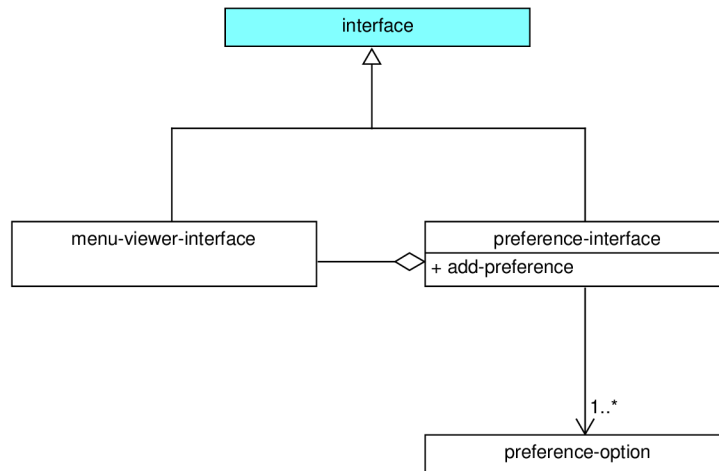 interface
menu-viewer-interface
preference-interface
+ add-preference
1..*
preference-option